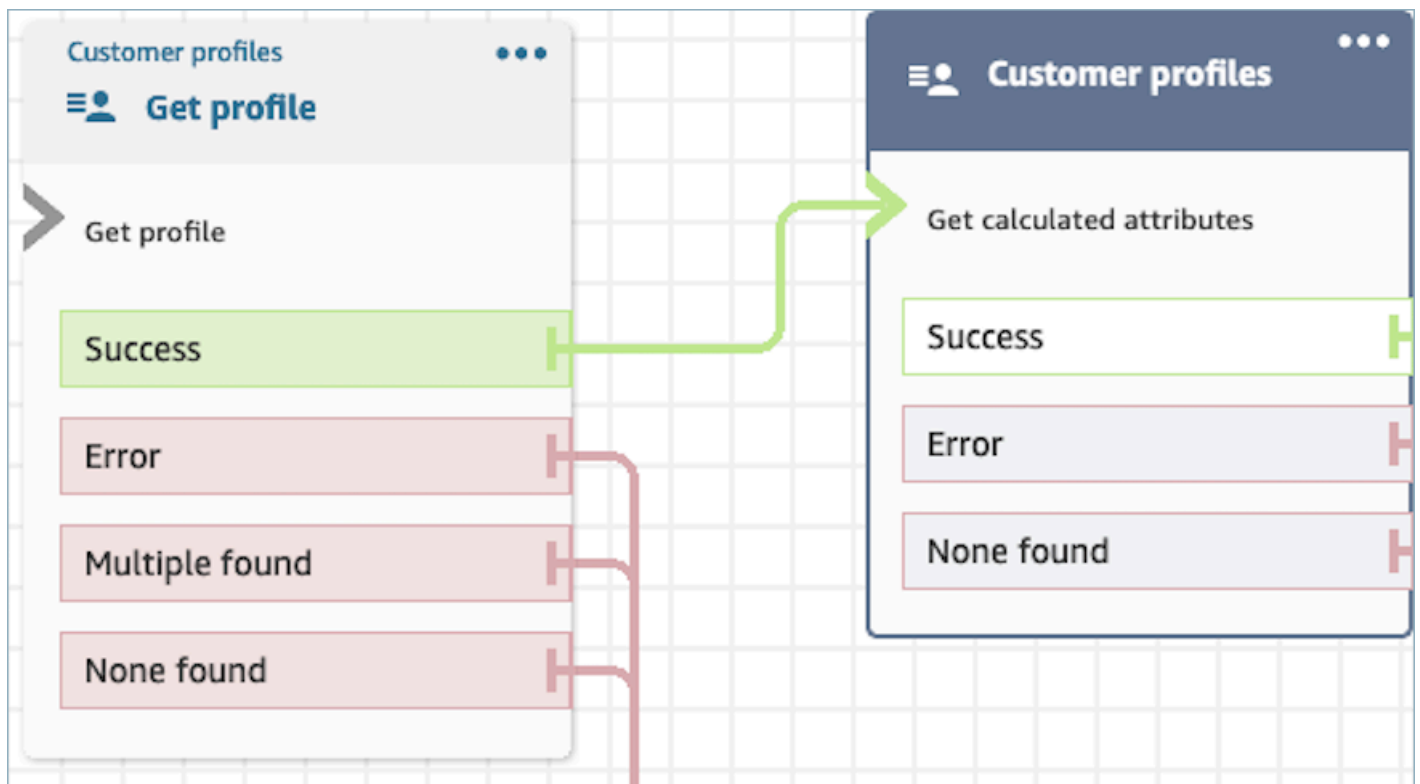 Customer profiles
Get profile
Get profile
Success
Error
Multiple found
None found
Customer profiles
Get calculated attributes
Success
Error
None found